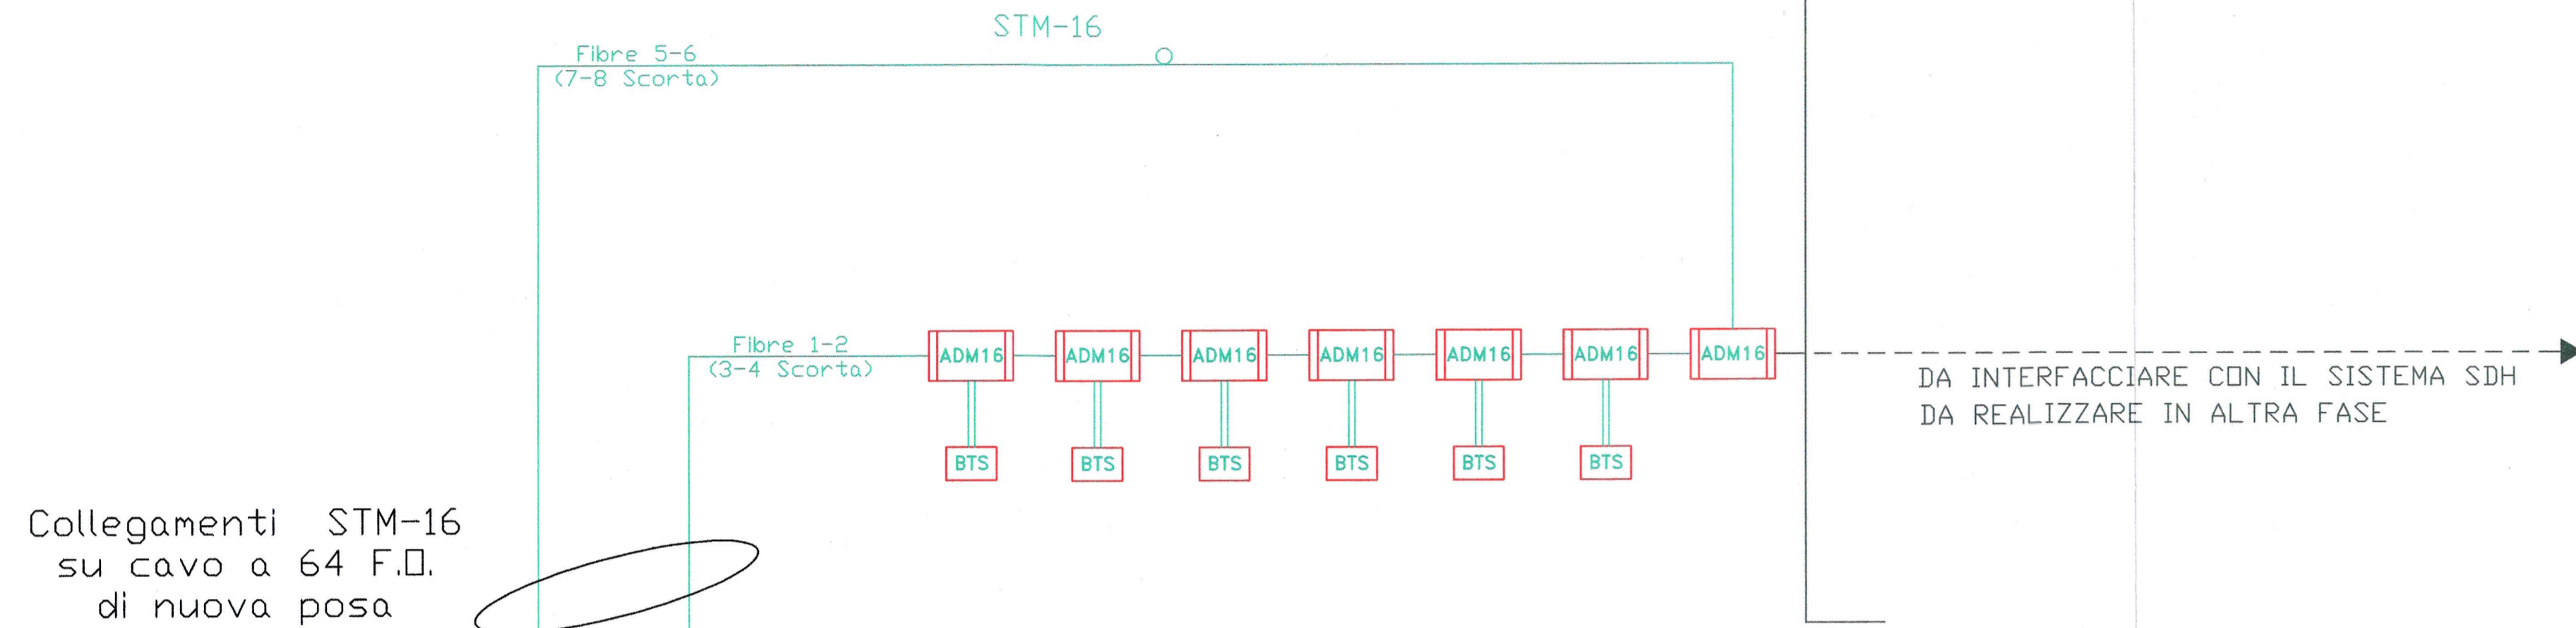 STM-16
Fibre 5-6
(7-8 Scorta)
Fibre 1-2
(3-4 Scorta)
ADM16 ADM16 ADM16 ADM16 ADM16 ADM16 ADM16
DA INTERFACCIARE CON IL SISTEMA SDH
DA REALIZZARE IN ALTRA FASE
BTS BTS BTS BTS BTS BTS
Collegamenti STM-16
su cavo a 64 F.O.
di nuova posa